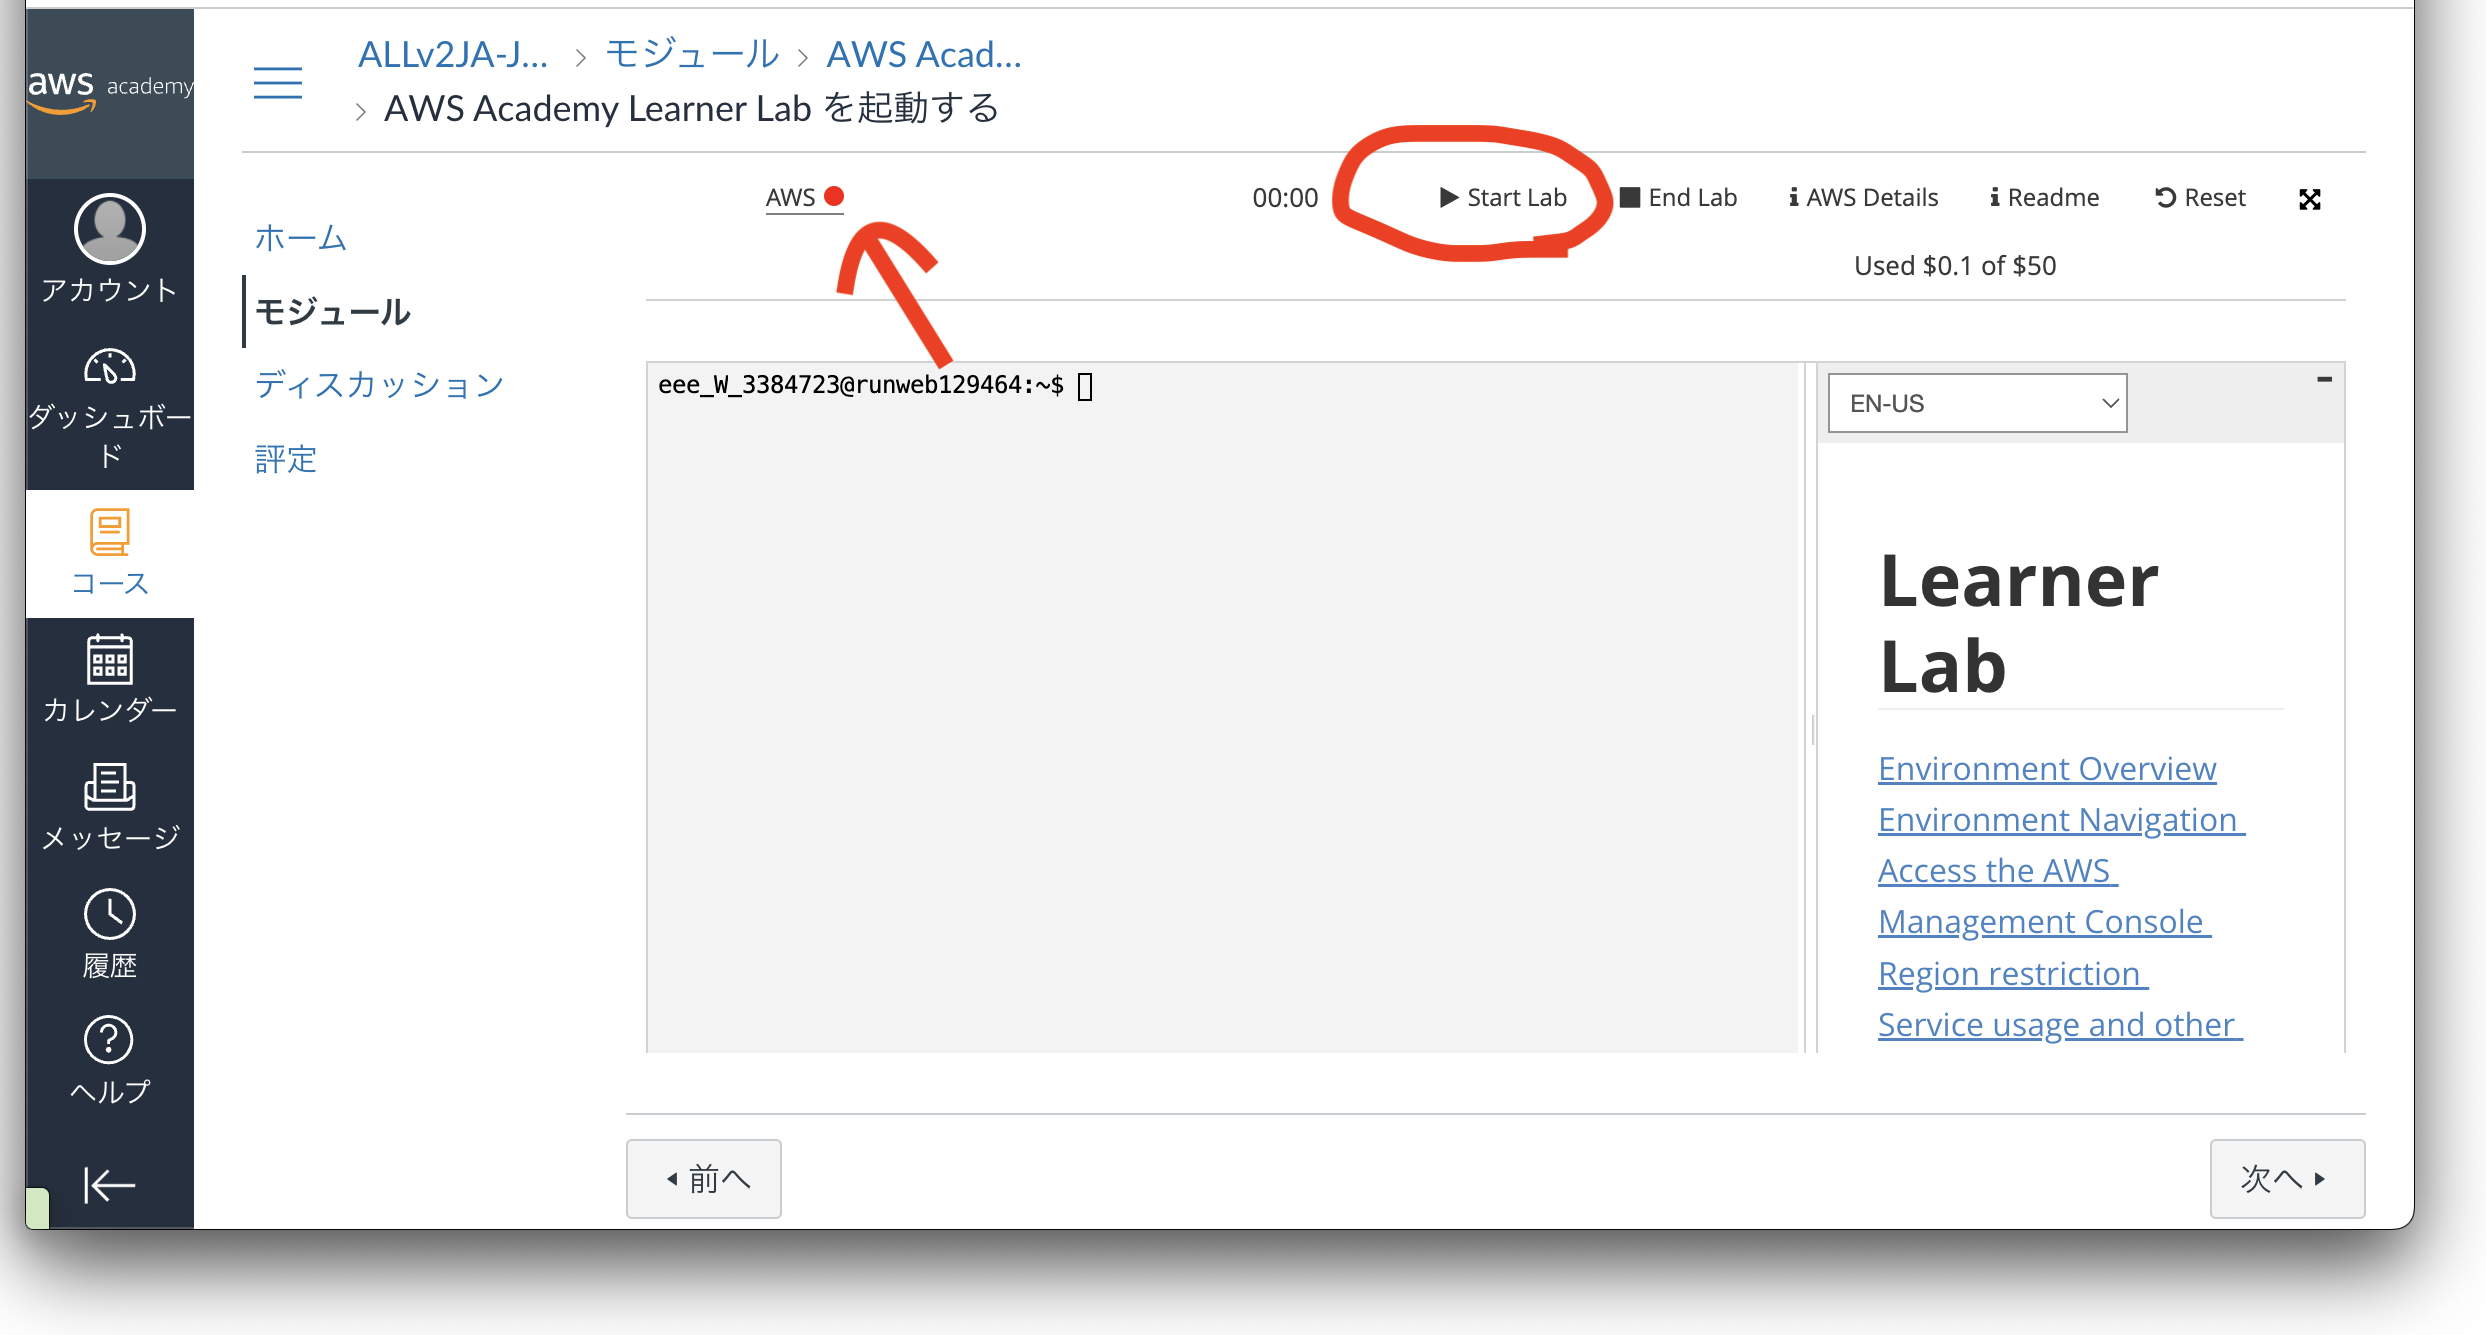 ALLv2JA-J... > モジュール > AWS Acad...
> AWS Academy Learner Lab を起動する
aws academy
アカウント
ダッシュボー
ド
コース
カレンダー
メッセージ
履歴
ヘルプ
ホーム
モジュール
ディスカッション
評定
AWS
00:00
Start Lab
End Lab
AWS Details
Readme
Reset
Used $0.1 of $50
eee_W_3384723@runweb129464:~$
EN-US
Learner
Lab
Environment Overview
Environment Navigation
Access the AWS
Management Console
Region restriction
Service usage and other
前へ
次へ